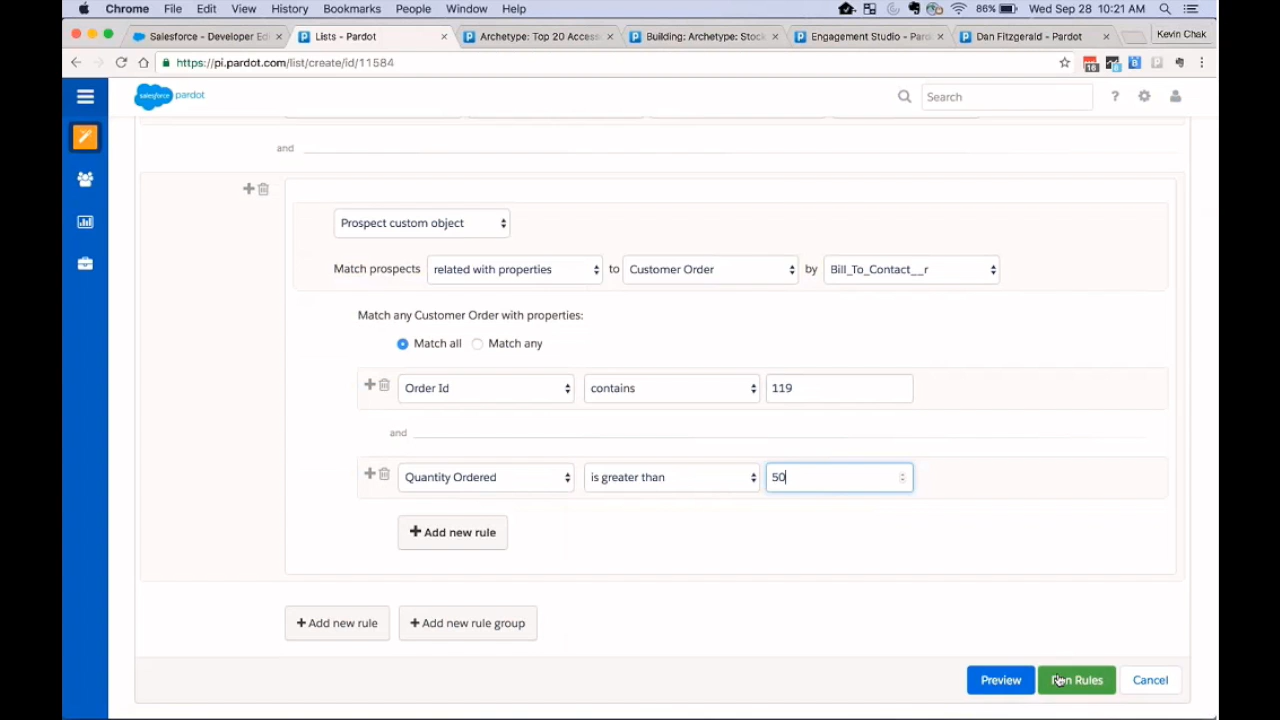 Chrome File Edit View History Bookmarks People Window Help 86% Wed Sep 28 10:21 AM
Salesforce - Developer Edi Lists - Pardot Archetype: Top 20 Access Building: Archetype: Stock Engagement Studio - Pard Dan Fitzgerald - Pardot Kevin Chak
https://pi.pardot.com/list/create/id/11584
salesforce pardot Search ?
and
Prospect custom object
Match prospects related with properties to Customer Order by Bill_To_Contact__r
Match any Customer Order with properties:
Match all Match any
Order Id contains 119
and
Quantity Ordered is greater than 50
+ Add new rule
+ Add new rule + Add new rule group
Preview Rules Cancel